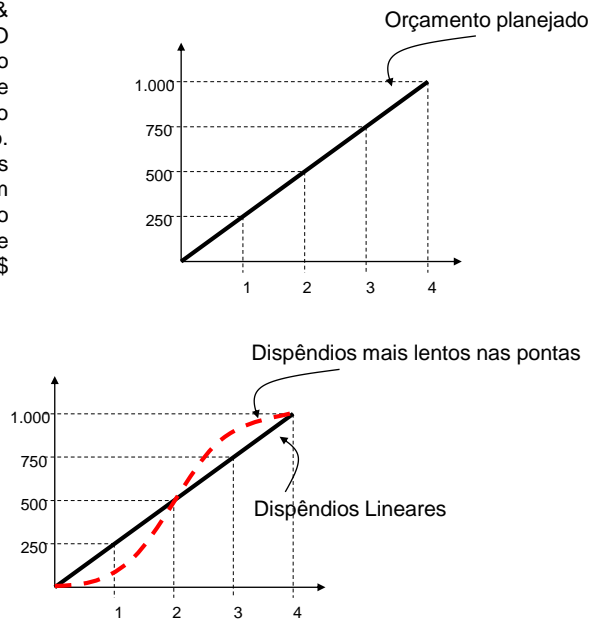 &
O
o
e
o
o.
s
m
o
e
$
Orçamento planejado
1.000
750
500
250
1 2 3 4
Dispêndios mais lentos nas pontas
1.000
750
500
250
Dispêndios Lineares
1 2 3 4